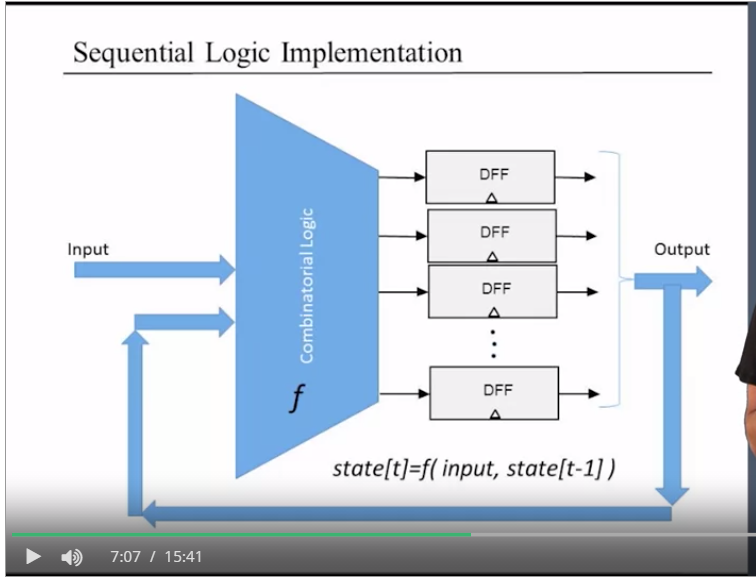 Sequential Logic Implementation
DFF
DFF
Input
Output
Combinatorial Logic
DFF
f
DFF
state[t]=f( input, state[t-1] )
7:07 / 15:41